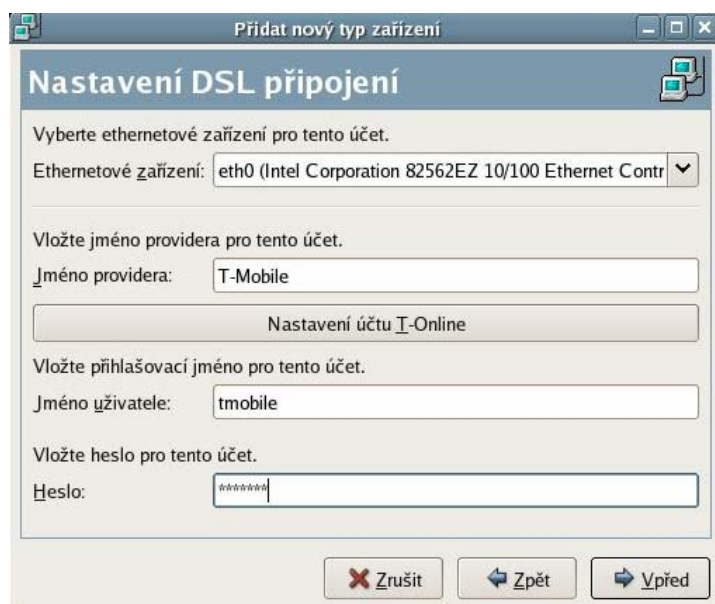 Přidat nový typ zařízení
Nastavení DSL připojení
Vyberte ethernetové zařízení pro tento účet.
Ethernetové zařízení: eth0 (Intel Corporation 82562EZ 10/100 Ethernet Contr
Vložte jméno providera pro tento účet.
Jméno providera: T-Mobile
Nastavení účtu T-Online
Vložte přihlašovací jméno pro tento účet.
Jméno uživatele: tmobile
Vložte heslo pro tento účet.
Heslo: *******
Zrušit Zpět Vpřed